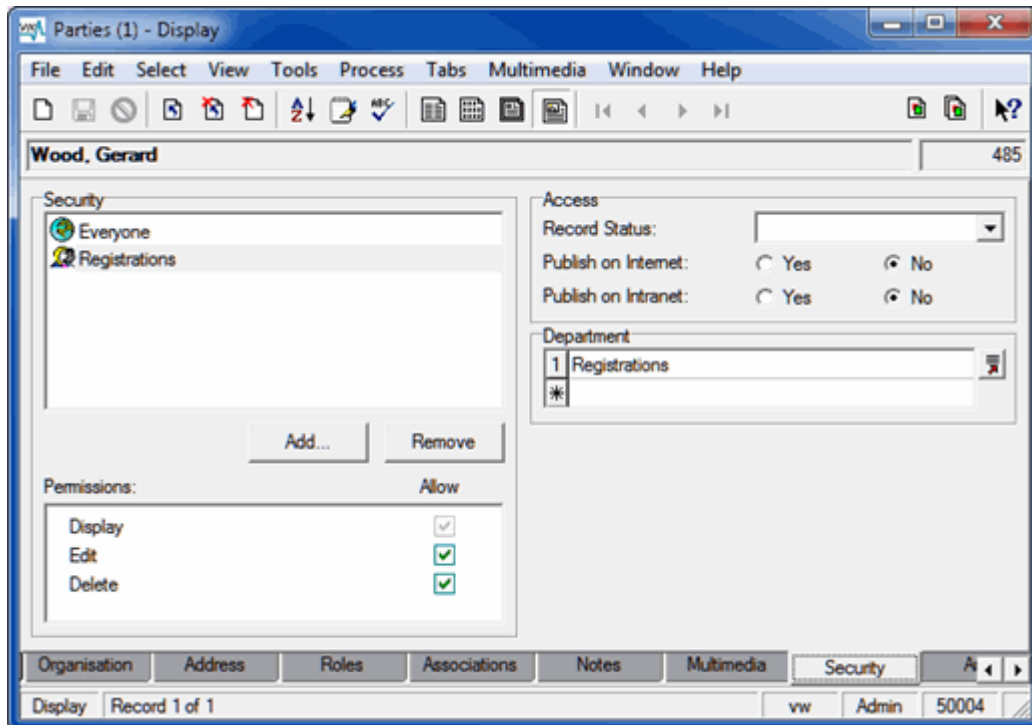 Parties (1) - Display
File Edit Select View Tools Process Tabs Multimedia Window Help
Wood, Gerard 485
Security
Everyone
Registrations
Add... Remove
Permissions: Allow
Display
Edit
Delete
Access
Record Status:
Publish on Internet: Yes No
Publish on Intranet: Yes No
Department
1 Registrations
Organisation Address Roles Associations Notes Multimedia Security
Display Record 1 of 1 vw Admin 50004